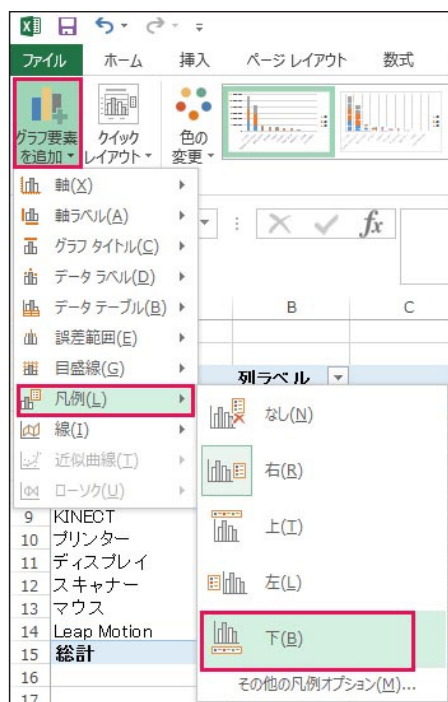 ファイル ホーム 挿入 ページ レイアウト 数式
グラフ要素を追加 クイックレイアウト 色の変更
軸(X)
軸ラベル(A)
グラフ タイトル(C)
データ ラベル(D)
データ テーブル(B)
誤差範囲(E)
目盛線(G)
凡例(L)
線(I)
近似曲線(T)
ローソク(U)
fx
B C
列ラベル
なし(N)
右(R)
上(T)
左(L)
下(B)
その他の凡例オプション(M)...
9 KINECT
10 プリンター
11 ディスプレイ
12 スキャナー
13 マウス
14 Leap Motion
15 総計
16
17